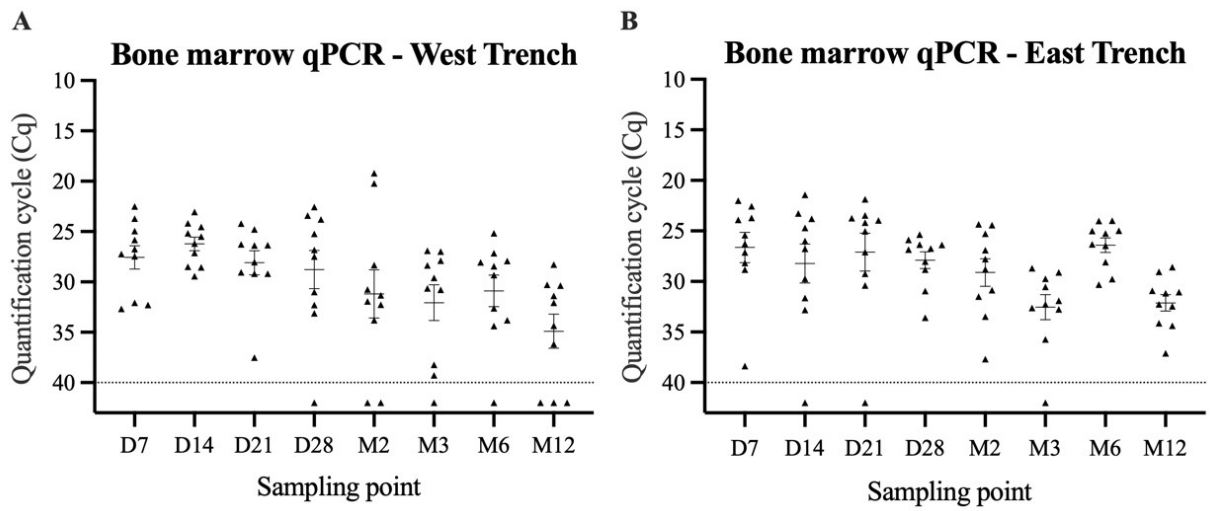 A
Bone marrow qPCR - West Trench
Quantification cycle (Cq)
10
15
20
25
30
35
40
D7 D14 D21 D28 M2 M3 M6 M12
Sampling point
B
Bone marrow qPCR - East Trench
Quantification cycle (Cq)
10
15
20
25
30
35
40
D7 D14 D21 D28 M2 M3 M6 M12
Sampling point